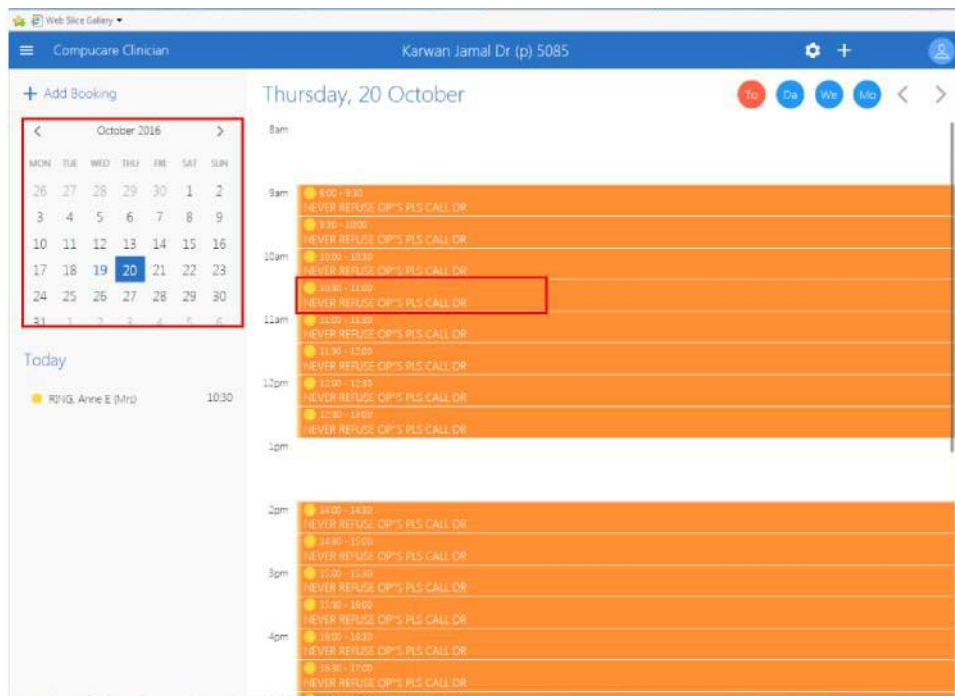 Web Slice Gallery
Compucare Clinician
Karwan Jamal Dr (p) 5085
+ Add Booking
October 2016
MON TUE WED THU FRI SAT SUN
26 27 28 29 30 1 2
3 4 5 6 7 8 9
10 11 12 13 14 15 16
17 18 19 20 21 22 23
24 25 26 27 28 29 30
31 1 2 3 4 5 6
Today
RING, Anne E (Mrs) 10:30
Thursday, 20 October
To Da We Mo
8am
9am
9:00 - 9:30
NEVER REFUSE OP"S PLS CALL DR
9:30 - 10:00
NEVER REFUSE OP"S PLS CALL DR
10am
10:00 - 10:30
NEVER REFUSE OP"S PLS CALL DR
10:30 - 11:00
NEVER REFUSE OP"S PLS CALL DR
11am
11:00 - 11:30
NEVER REFUSE OP"S PLS CALL DR
11:30 - 12:00
NEVER REFUSE OP"S PLS CALL DR
12pm
12:00 - 12:30
NEVER REFUSE OP"S PLS CALL DR
12:30 - 13:00
NEVER REFUSE OP"S PLS CALL DR
1pm
2pm
14:00 - 14:30
NEVER REFUSE OP"S PLS CALL DR
14:30 - 15:00
NEVER REFUSE OP"S PLS CALL DR
3pm
15:00 - 15:30
NEVER REFUSE OP"S PLS CALL DR
15:30 - 16:00
NEVER REFUSE OP"S PLS CALL DR
4pm
16:00 - 16:30
NEVER REFUSE OP"S PLS CALL DR
16:30 - 17:00
NEVER REFUSE OP"S PLS CALL DR